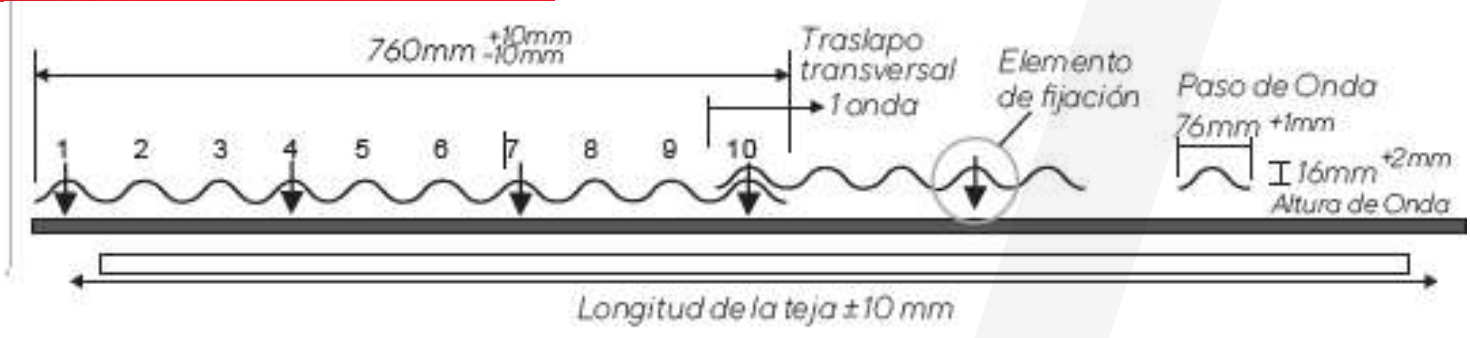 760mm +10mm
-10mm
Traslapo
transversal
1 onda
Elemento
de fijación
Paso de Onda
76mm +1mm
16mm +2mm
Altura de Onda
1 2 3 4 5 6 7 8 9 10
Longitud de la teja ±10 mm